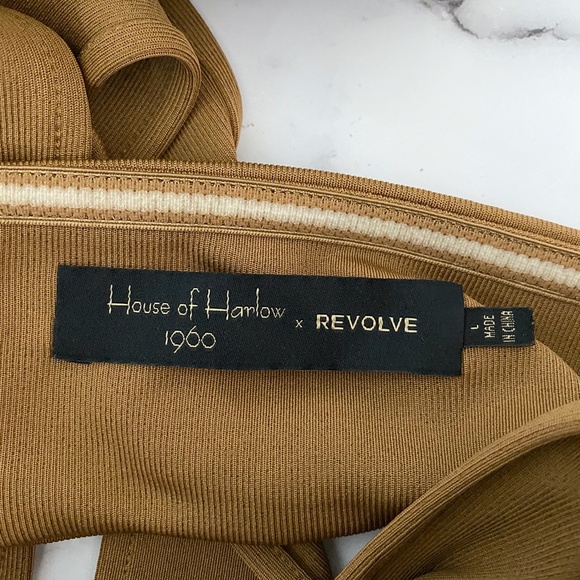 House of Harlow
1960
x REVOLVE
L
MADE
IN CHINA